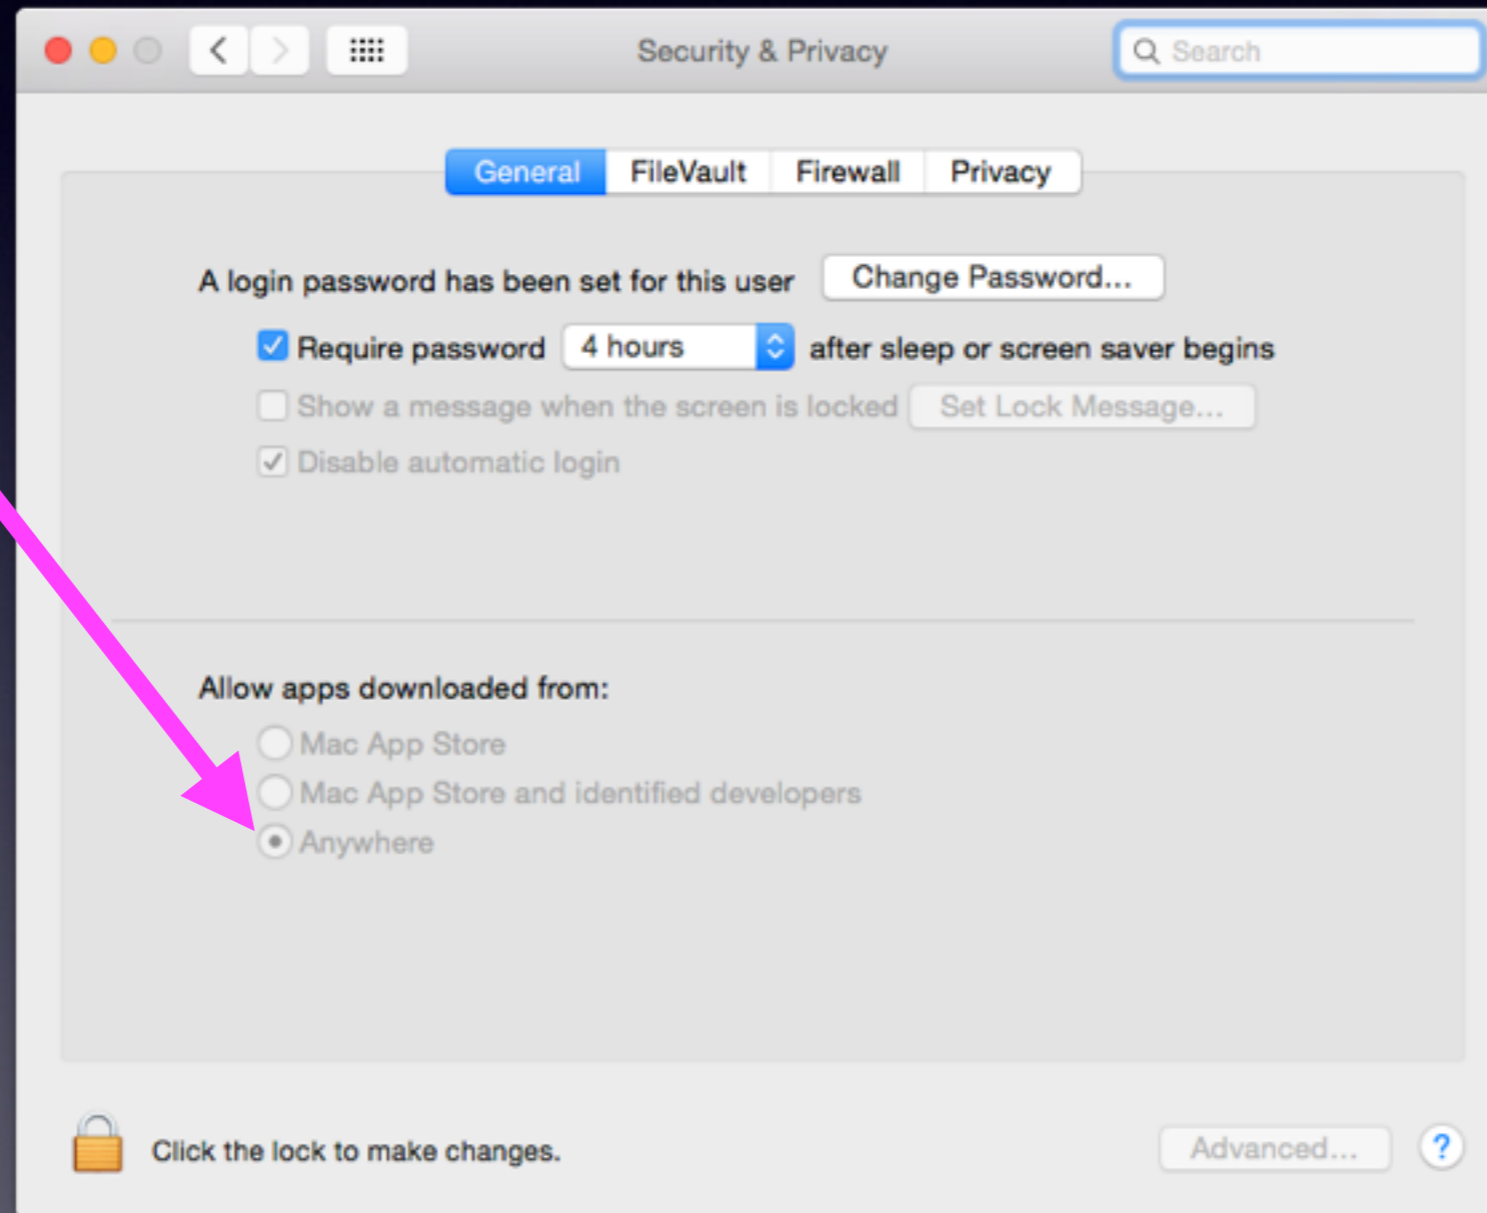 Security & Privacy
Search
General FileVault Firewall Privacy
A login password has been set for this user Change Password...
Require password 4 hours after sleep or screen saver begins
Show a message when the screen is locked Set Lock Message...
Disable automatic login
Allow apps downloaded from:
Mac App Store
Mac App Store and identified developers
Anywhere
Click the lock to make changes.
Advanced... ?